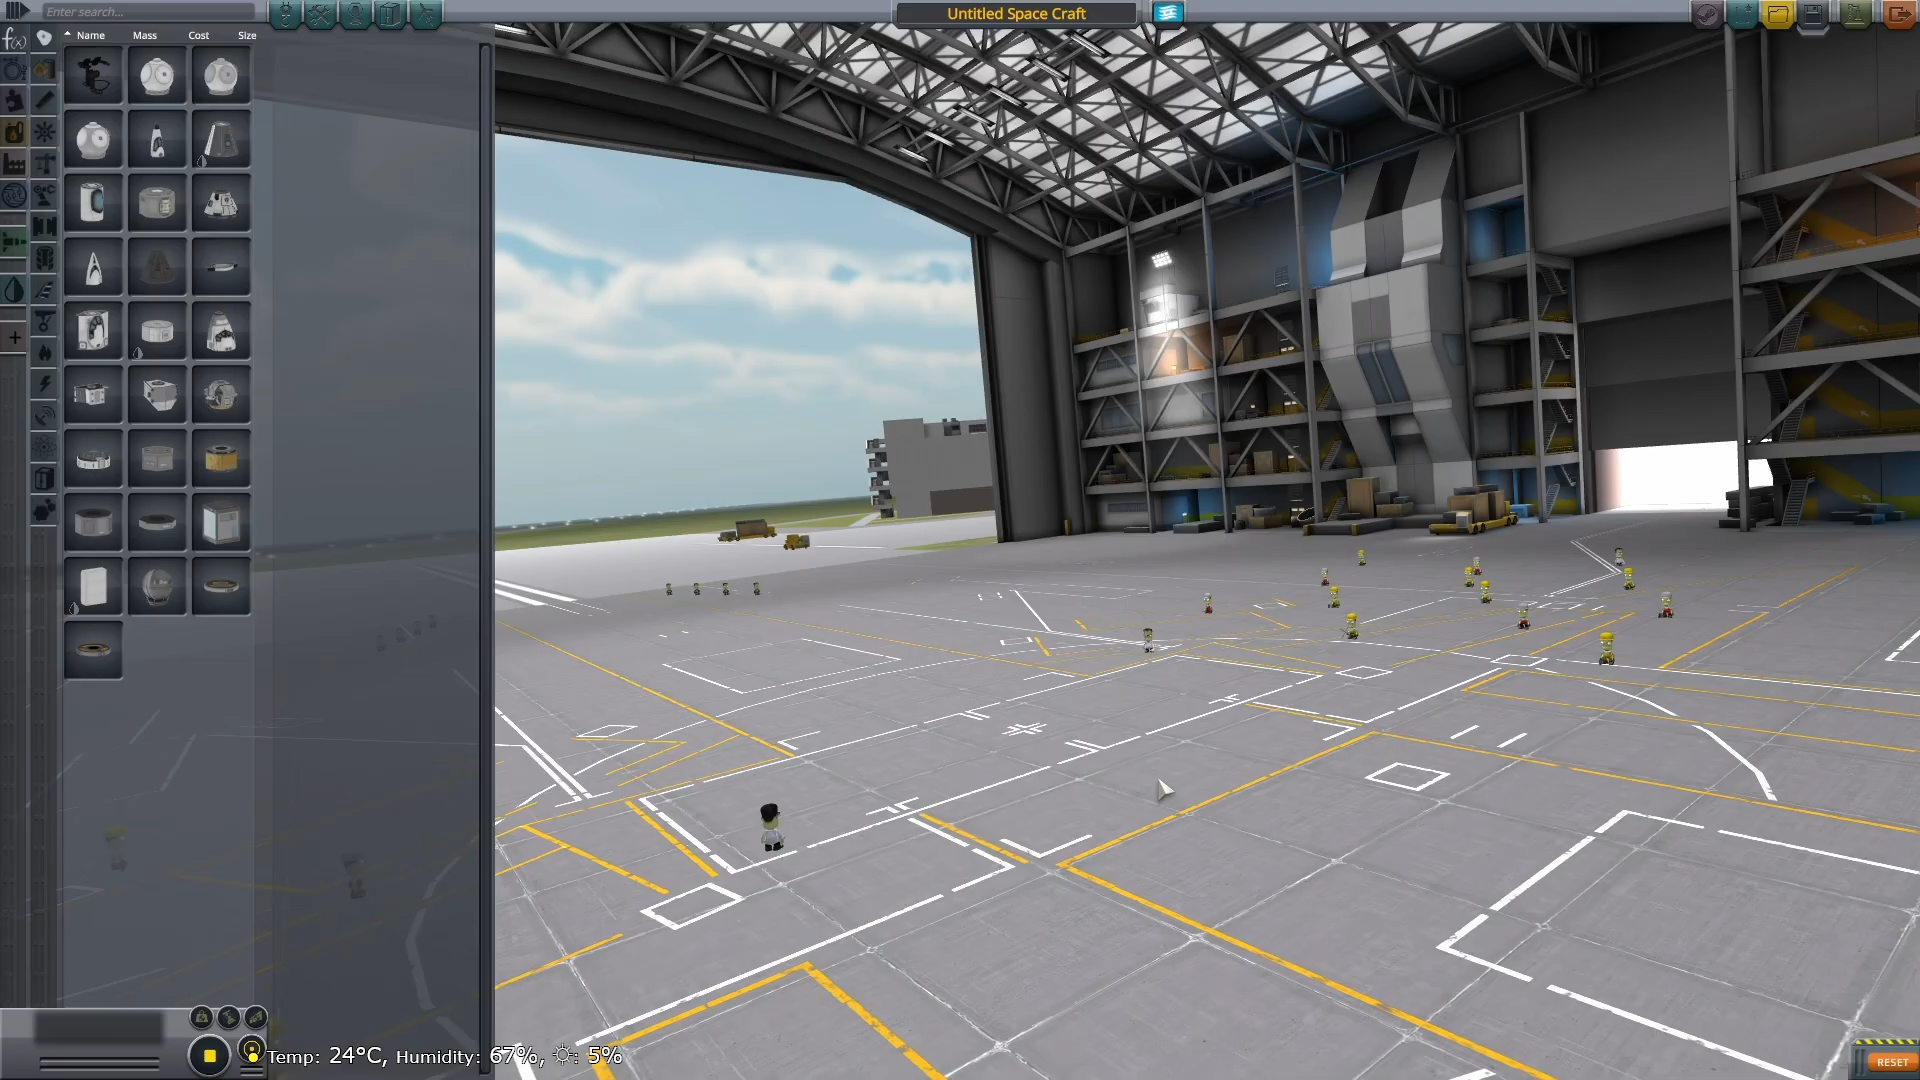 Enter search...
Untitled Space Craft
f(x)
Name Mass Cost Size
Temp: 24°C, Humidity: 67%, ☼: 5%
RESET